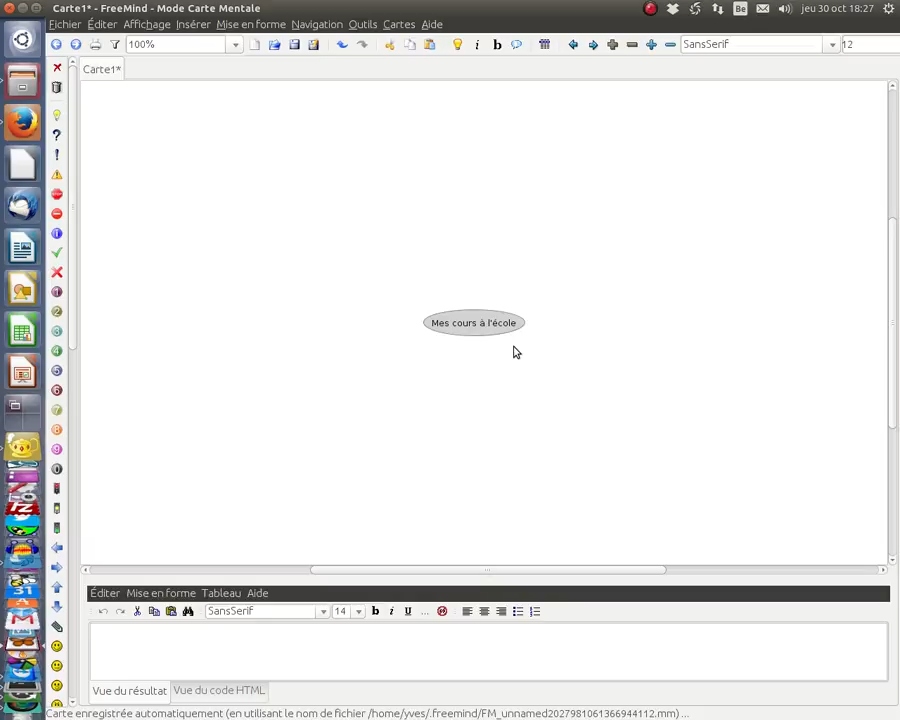 Carte1* - FreeMind - Mode Carte Mentale
Be
jeu 30 oct 18:27
Fichier Éditer Affichage Insérer Mise en forme Navigation Outils Cartes Aide
100%
i b
SansSerif
12
Carte1*
Mes cours à l'école
Éditer Mise en forme Tableau Aide
SansSerif
14
b i U ...
Vue du résultat
Vue du code HTML
Carte enregistrée automatiquement (en utilisant le nom de fichier /home/yves/.freemind/FM_unnamed2027981061366944112.mm) ...